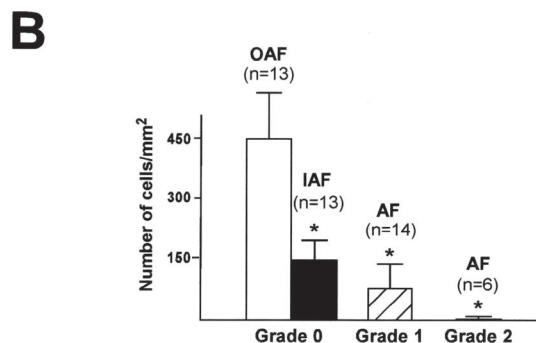 B
OAF
(n=13)
450
IAF
300
(n=13)
AF
*
(n=14)
*
150
AF
(n=6)
*
Number of cells/mm²
Grade 0 Grade 1 Grade 2